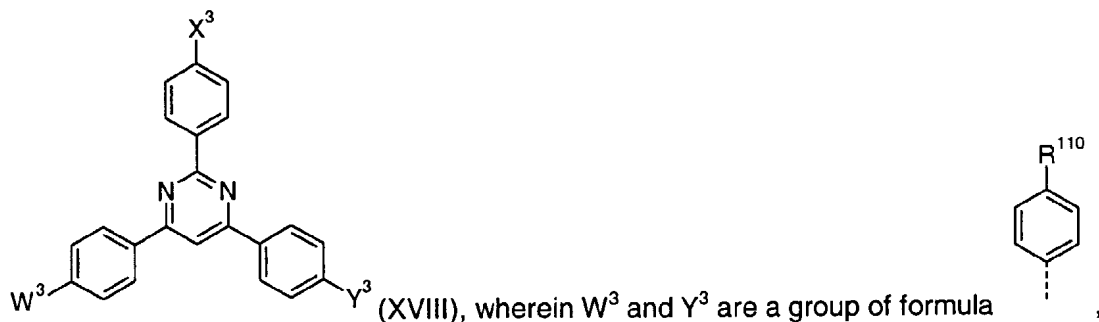 X³
R¹¹⁰
N N
W³ Y³ (XVIII), wherein W³ and Y³ are a group of formula ,